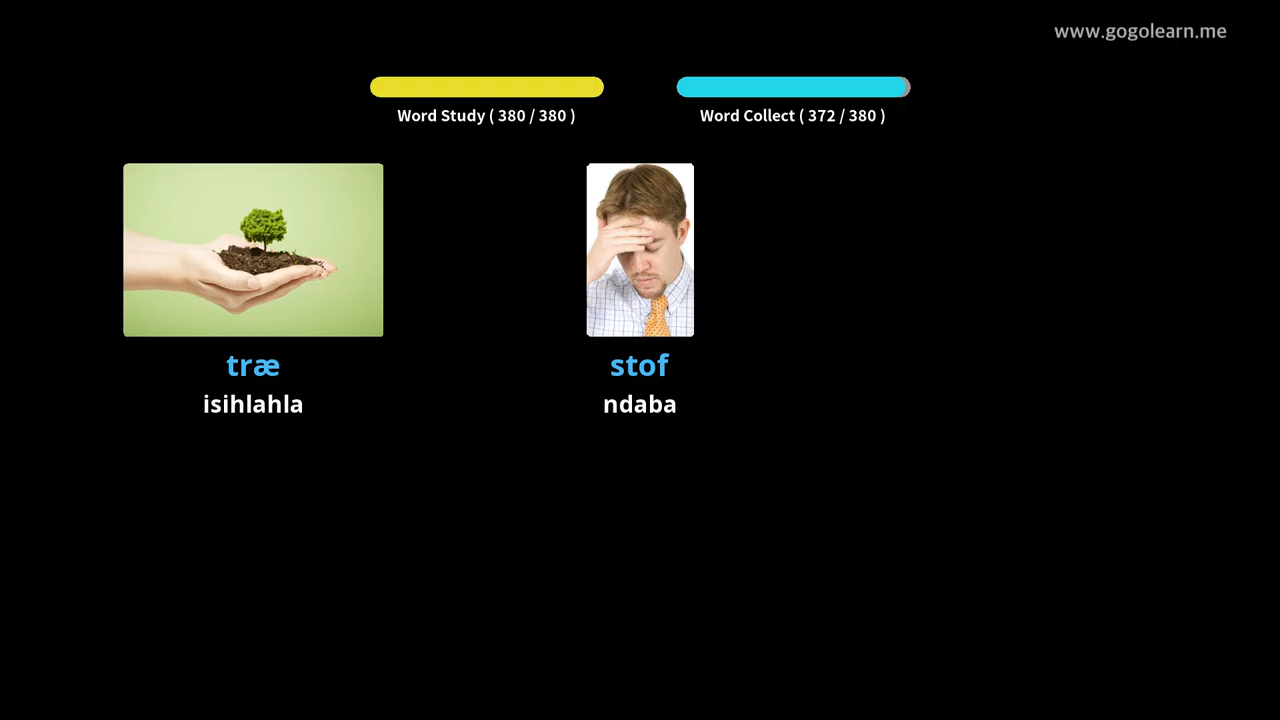 www.gogolearn.me
Word Study ( 380 / 380 )
Word Collect ( 372 / 380 )
træ
isihlahla
stof
ndaba